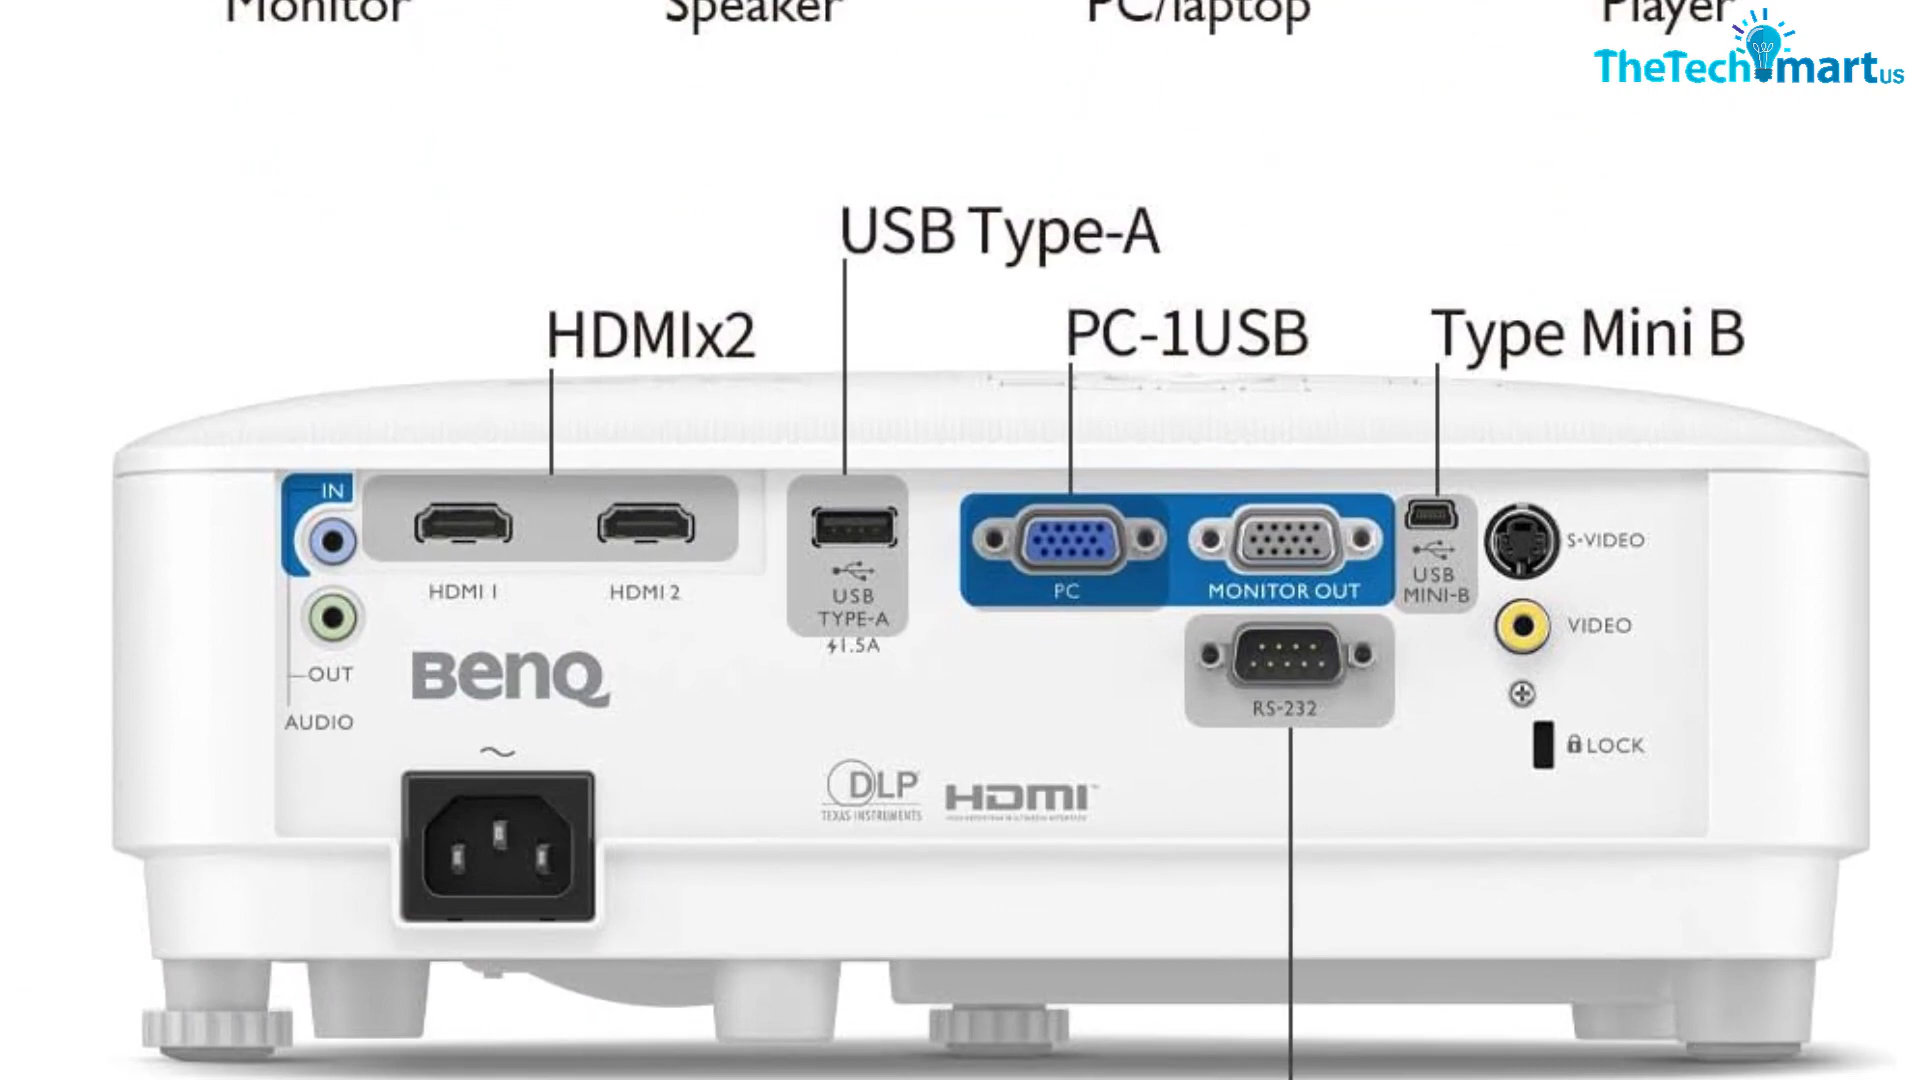 Monitor
Speaker
PC/laptop
Player
TheTechSmartUS
USB Type-A
HDMIx2
PC-1USB
Type Mini B
IN
HDMI 1
HDMI 2
OUT
AUDIO
BenQ
USB
TYPE-A
1.5A
PC
MONITOR OUT
USB
MINI-B
S-VIDEO
VIDEO
RS-232
LOCK
DLP
TEXAS INSTRUMENTS
HDMI